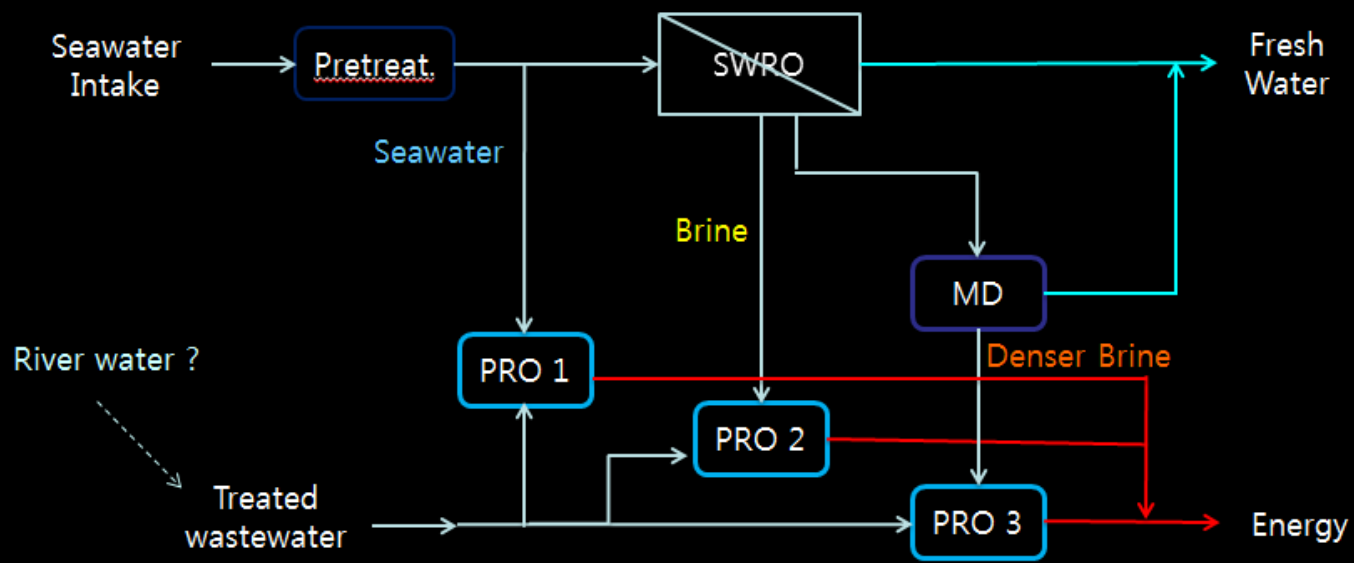 Seawater
Intake
Pretreat.
SWRO
Fresh
Water
Seawater
Brine
MD
River water ?
PRO 1
Denser Brine
PRO 2
Treated
wastewater
PRO 3
Energy